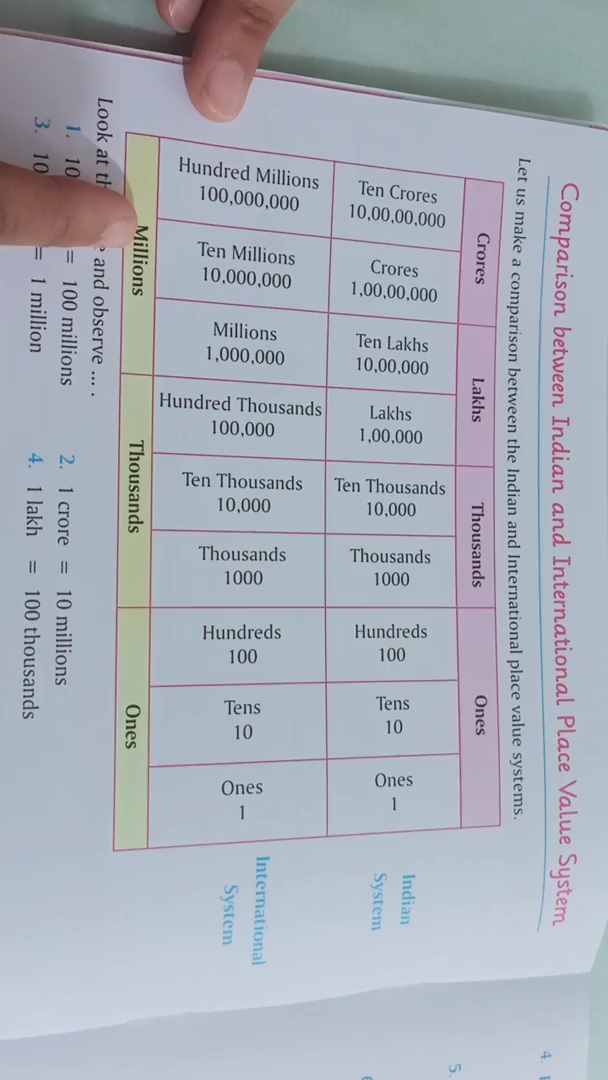 Comparison between Indian and International Place Value System
Let us make a comparison between the Indian and International place value systems.
Crores Lakhs Thousands Ones
Ten Crores Crores Ten Lakhs Lakhs Ten Thousands Thousands Hundreds Tens Ones
10,00,00,000 1,00,00,000 10,00,000 1,00,000 10,000 1000 100 10 1
Indian
System
Hundred Millions Ten Millions Millions Hundred Thousands Ten Thousands Thousands Hundreds Tens Ones
100,000,000 10,000,000 1,000,000 100,000 10,000 1000 100 10 1
International
System
Millions Thousands Ones
Look at and observe ... .
1. = 100 millions 2. 1 crore = 10 millions
3. = 1 million 4. 1 lakh = 100 thousands
4.
5.